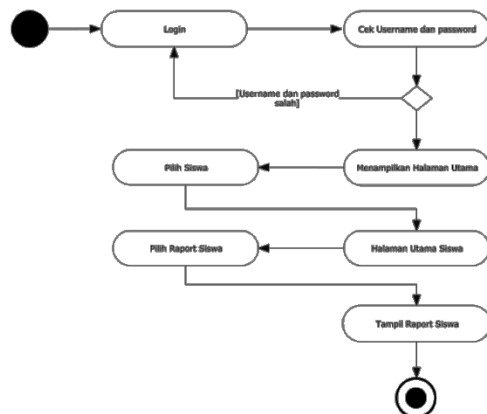 Login
Cek Username dan password
[Username dan password
salah]
Pilih Siswa
Menampilkan Halaman Utama
Pilih Raport Siswa
Halaman Utama Siswa
Tampil Raport Siswa